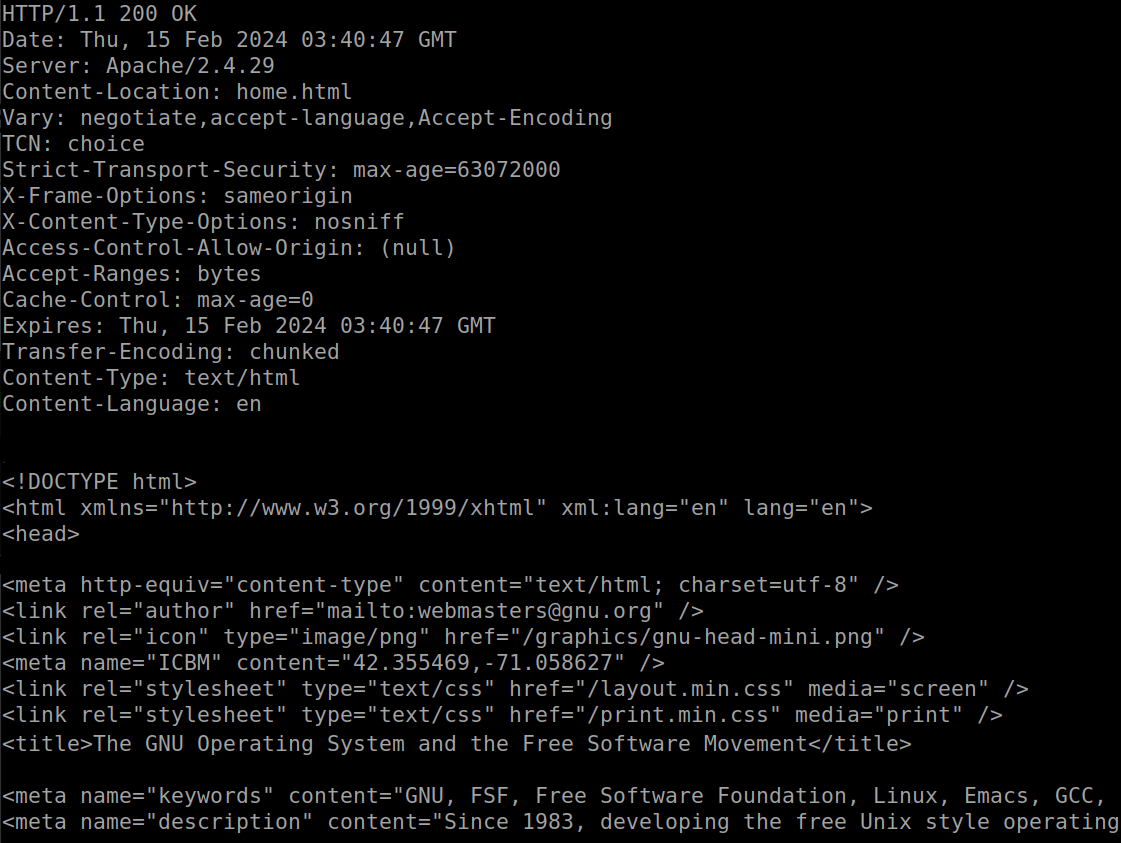 HTTP/1.1 200 OK
Date: Thu, 15 Feb 2024 03:40:47 GMT
Server: Apache/2.4.29
Content-Location: home.html
Vary: negotiate,accept-language,Accept-Encoding
TCN: choice
Strict-Transport-Security: max-age=63072000
X-Frame-Options: sameorigin
X-Content-Type-Options: nosniff
Access-Control-Allow-Origin: (null)
Accept-Ranges: bytes
Cache-Control: max-age=0
Expires: Thu, 15 Feb 2024 03:40:47 GMT
Transfer-Encoding: chunked
Content-Type: text/html
Content-Language: en
<!DOCTYPE html>
<html xmlns="http://www.w3.org/1999/xhtml" xml:lang="en" lang="en">
<head>
<meta http-equiv="content-type" content="text/html; charset=utf-8" />
<link rel="author" href="mailto:webmasters@gnu.org" />
<link rel="icon" type="image/png" href="/graphics/gnu-head-mini.png" />
<meta name="ICBM" content="42.355469,-71.058627" />
<link rel="stylesheet" type="text/css" href="/layout.min.css" media="screen" />
<link rel="stylesheet" type="text/css" href="/print.min.css" media="print" />
<title>The GNU Operating System and the Free Software Movement</title>
<meta name="keywords" content="GNU, FSF, Free Software Foundation, Linux, Emacs, GCC,
<meta name="description" content="Since 1983, developing the free Unix style operating